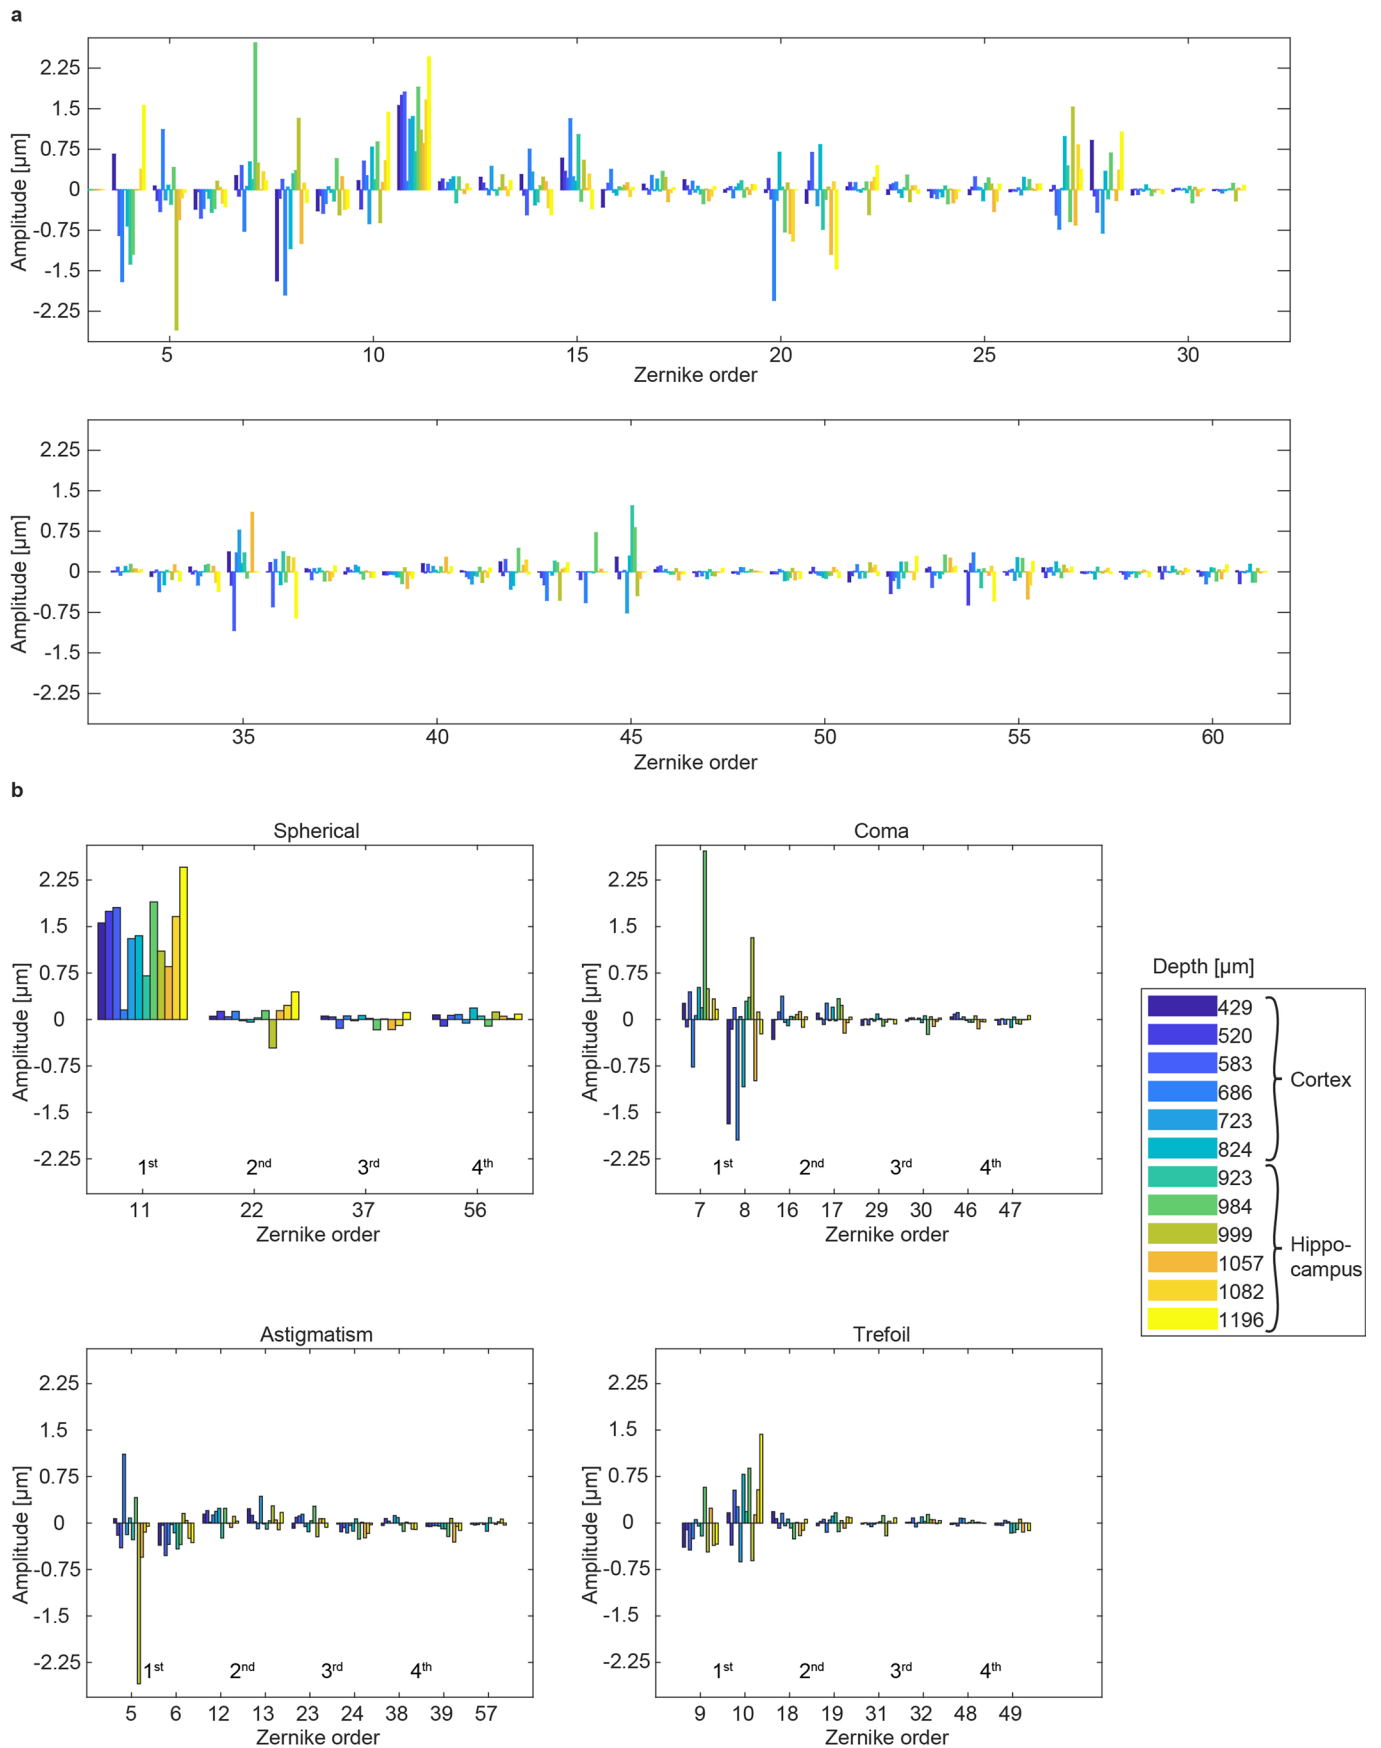 a
2.25
1.5
0.75
0
-0.75
-1.5
-2.25
Amplitude [µm]
5 10 15 20 25 30
Zernike order
2.25
1.5
0.75
0
-0.75
-1.5
-2.25
Amplitude [µm]
35 40 45 50 55 60
Zernike order
b
Spherical
2.25
1.5
0.75
0
-0.75
-1.5
-2.25
Amplitude [µm]
1st 2nd 3rd 4th
11 22 37 56
Zernike order
Coma
2.25
1.5
0.75
0
-0.75
-1.5
-2.25
Amplitude [µm]
1st 2nd 3rd 4th
7 8 16 17 29 30 46 47
Zernike order
Depth [µm]
429
520
583
686
723
824
923
984
999
1057
1082
1196
Cortex
Hippo-
campus
Astigmatism
2.25
1.5
0.75
0
-0.75
-1.5
-2.25
Amplitude [µm]
1st 2nd 3rd 4th
5 6 12 13 23 24 38 39 57
Zernike order
Trefoil
2.25
1.5
0.75
0
-0.75
-1.5
-2.25
Amplitude [µm]
1st 2nd 3rd 4th
9 10 18 19 31 32 48 49
Zernike order